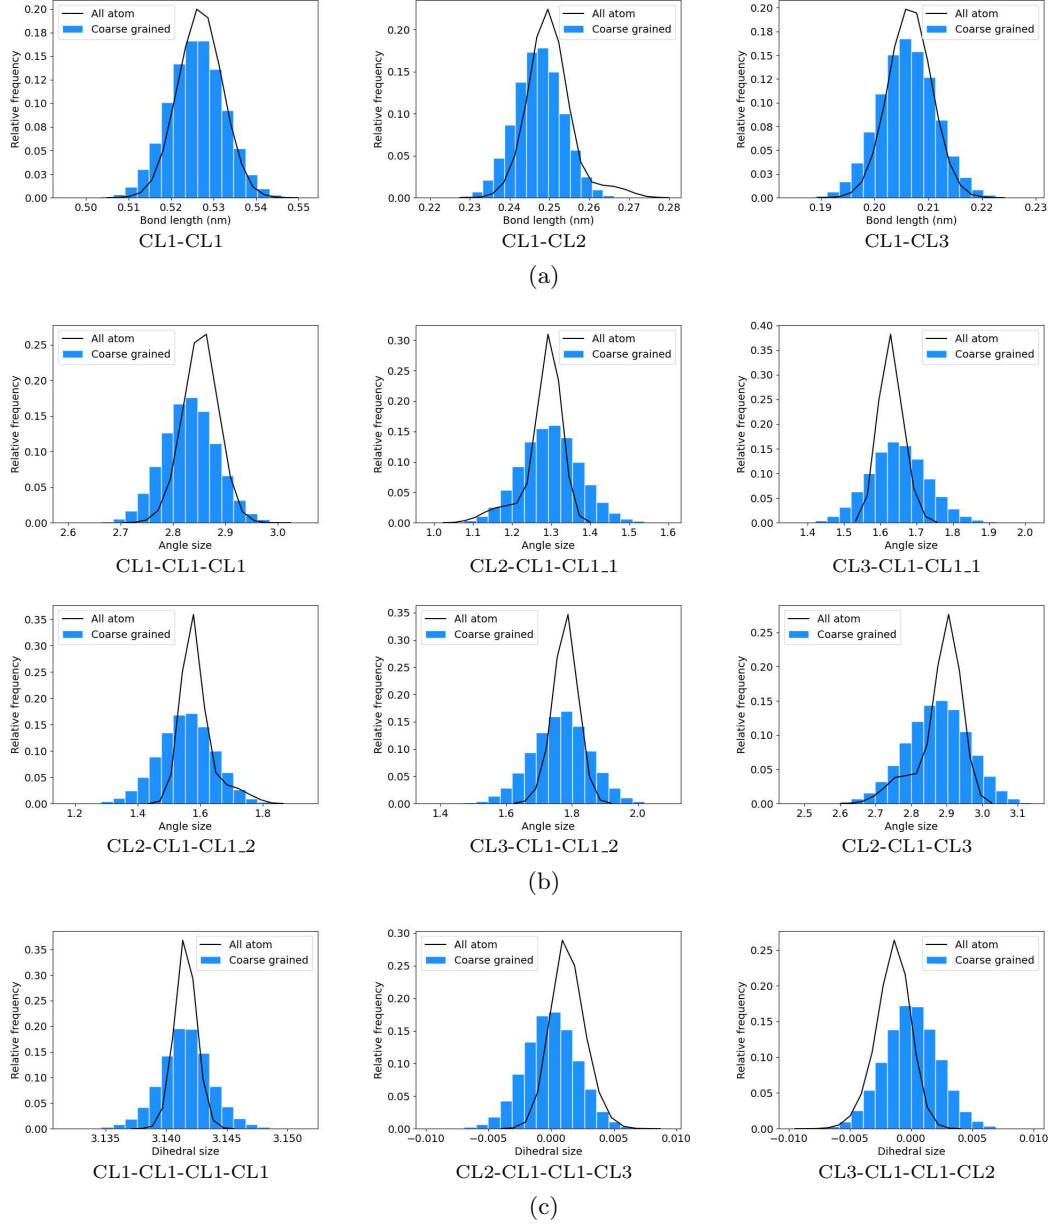 All atom
Coarse grained
Relative frequency
0.00
0.03
0.05
0.08
0.10
0.12
0.15
0.18
0.20
0.50
0.51
0.52
0.53
0.54
0.55
Bond length (nm)
CL1-CL1
All atom
Coarse grained
Relative frequency
0.00
0.05
0.10
0.15
0.20
0.22
0.23
0.24
0.25
0.26
0.27
0.28
Bond length (nm)
CL1-CL2
All atom
Coarse grained
Relative frequency
0.00
0.03
0.05
0.08
0.10
0.12
0.15
0.18
0.20
0.19
0.20
0.21
0.22
0.23
Bond length (nm)
CL1-CL3
(a)
All atom
Coarse grained
Relative frequency
0.00
0.05
0.10
0.15
0.20
0.25
2.6
2.7
2.8
2.9
3.0
Angle size
CL1-CL1-CL1
All atom
Coarse grained
Relative frequency
0.00
0.05
0.10
0.15
0.20
0.25
0.30
1.0
1.1
1.2
1.3
1.4
1.5
1.6
Angle size
CL2-CL1-CL1_1
All atom
Coarse grained
Relative frequency
0.00
0.05
0.10
0.15
0.20
0.25
0.30
0.35
0.40
1.4
1.5
1.6
1.7
1.8
1.9
2.0
Angle size
CL3-CL1-CL1_1
All atom
Coarse grained
Relative frequency
0.00
0.05
0.10
0.15
0.20
0.25
0.30
0.35
1.2
1.4
1.6
1.8
Angle size
CL2-CL1-CL1_2
All atom
Coarse grained
Relative frequency
0.00
0.05
0.10
0.15
0.20
0.25
0.30
0.35
1.4
1.6
1.8
2.0
Angle size
CL3-CL1-CL1_2
All atom
Coarse grained
Relative frequency
0.00
0.05
0.10
0.15
0.20
0.25
2.5
2.6
2.7
2.8
2.9
3.0
3.1
Angle size
CL2-CL1-CL3
(b)
All atom
Coarse grained
Relative frequency
0.00
0.05
0.10
0.15
0.20
0.25
0.30
0.35
3.135
3.140
3.145
3.150
Dihedral size
CL1-CL1-CL1-CL1
All atom
Coarse grained
Relative frequency
0.00
0.05
0.10
0.15
0.20
0.25
0.30
−0.010
−0.005
0.000
0.005
0.010
Dihedral size
CL2-CL1-CL1-CL3
All atom
Coarse grained
Relative frequency
0.00
0.05
0.10
0.15
0.20
0.25
−0.010
−0.005
0.000
0.005
0.010
Dihedral size
CL3-CL1-CL1-CL2
(c)